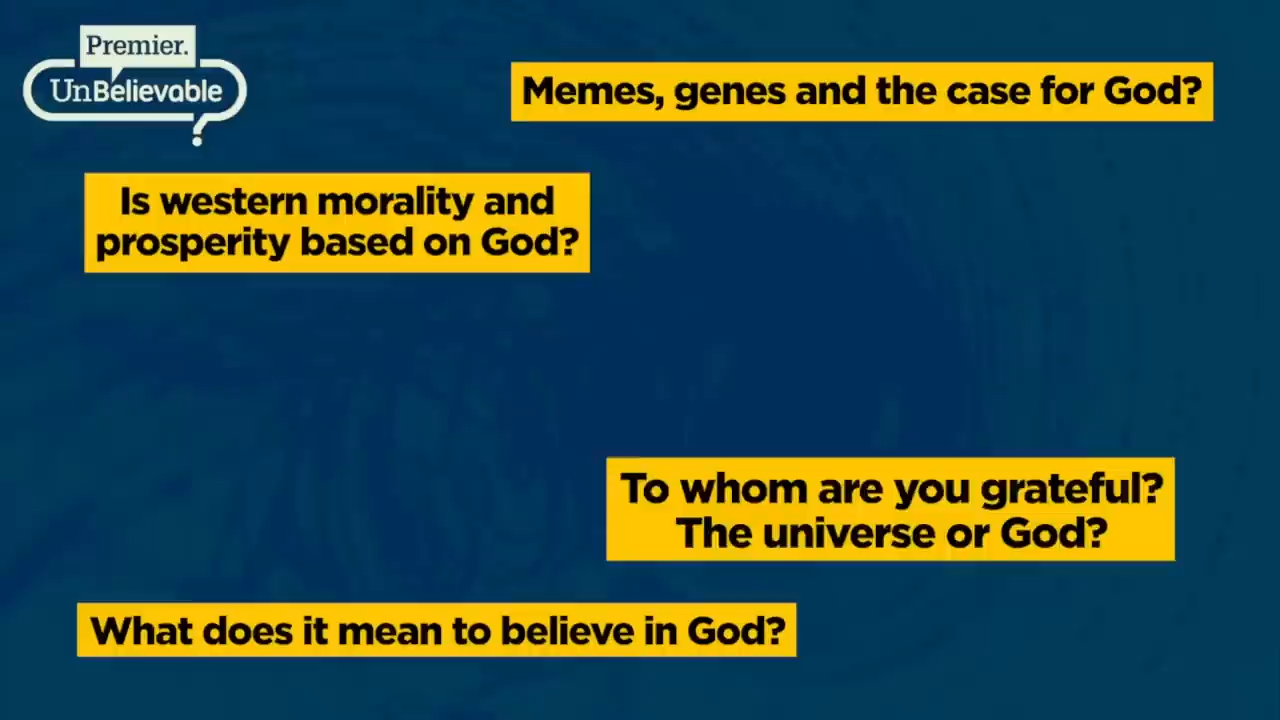 Premier.
UnBelievable
?
Memes, genes and the case for God?
Is western morality and
prosperity based on God?
To whom are you grateful?
The universe or God?
What does it mean to believe in God?